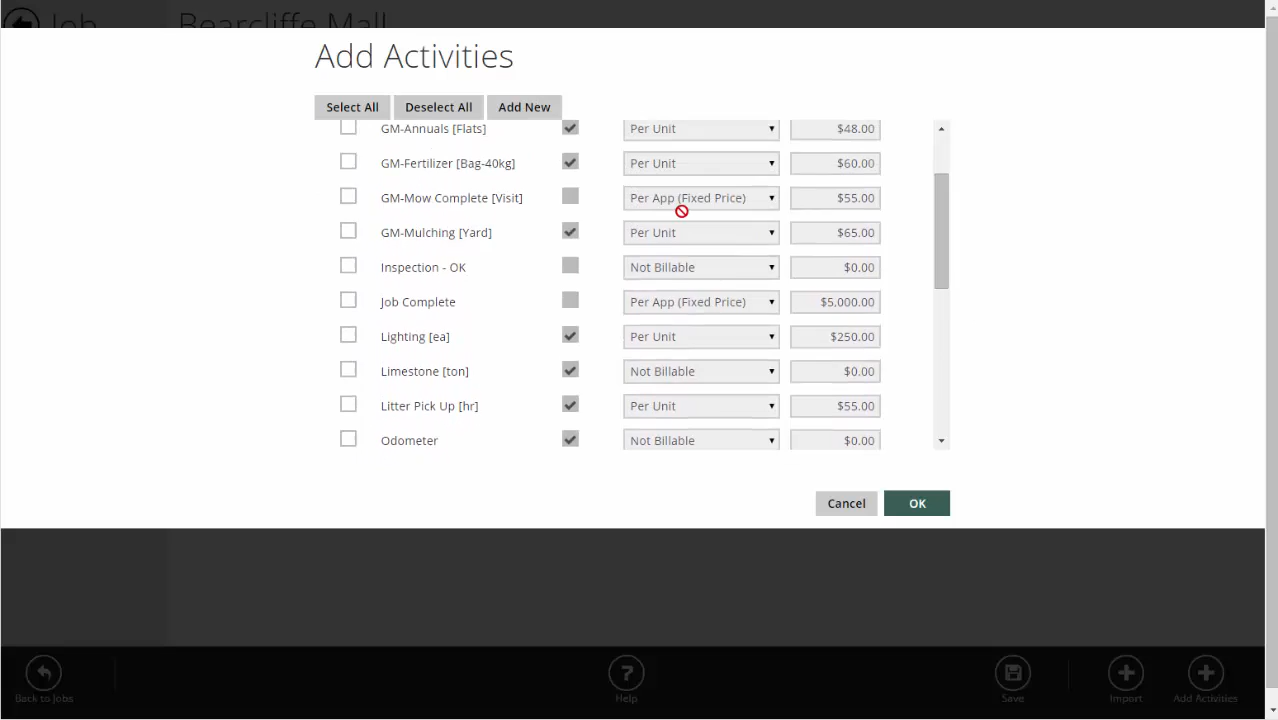 Job Bearcliffe Mall
Add Activities
Select All Deselect All Add New
GM-Annuals [Flats] Per Unit $48.00
GM-Fertilizer [Bag-40kg] Per Unit $60.00
GM-Mow Complete [Visit] Per App (Fixed Price) $55.00
GM-Mulching [Yard] Per Unit $65.00
Inspection - OK Not Billable $0.00
Job Complete Per App (Fixed Price) $5,000.00
Lighting [ea] Per Unit $250.00
Limestone [ton] Not Billable $0.00
Litter Pick Up [hr] Per Unit $55.00
Odometer Not Billable $0.00
Cancel OK
Back to Jobs Help Save Import Add Activities